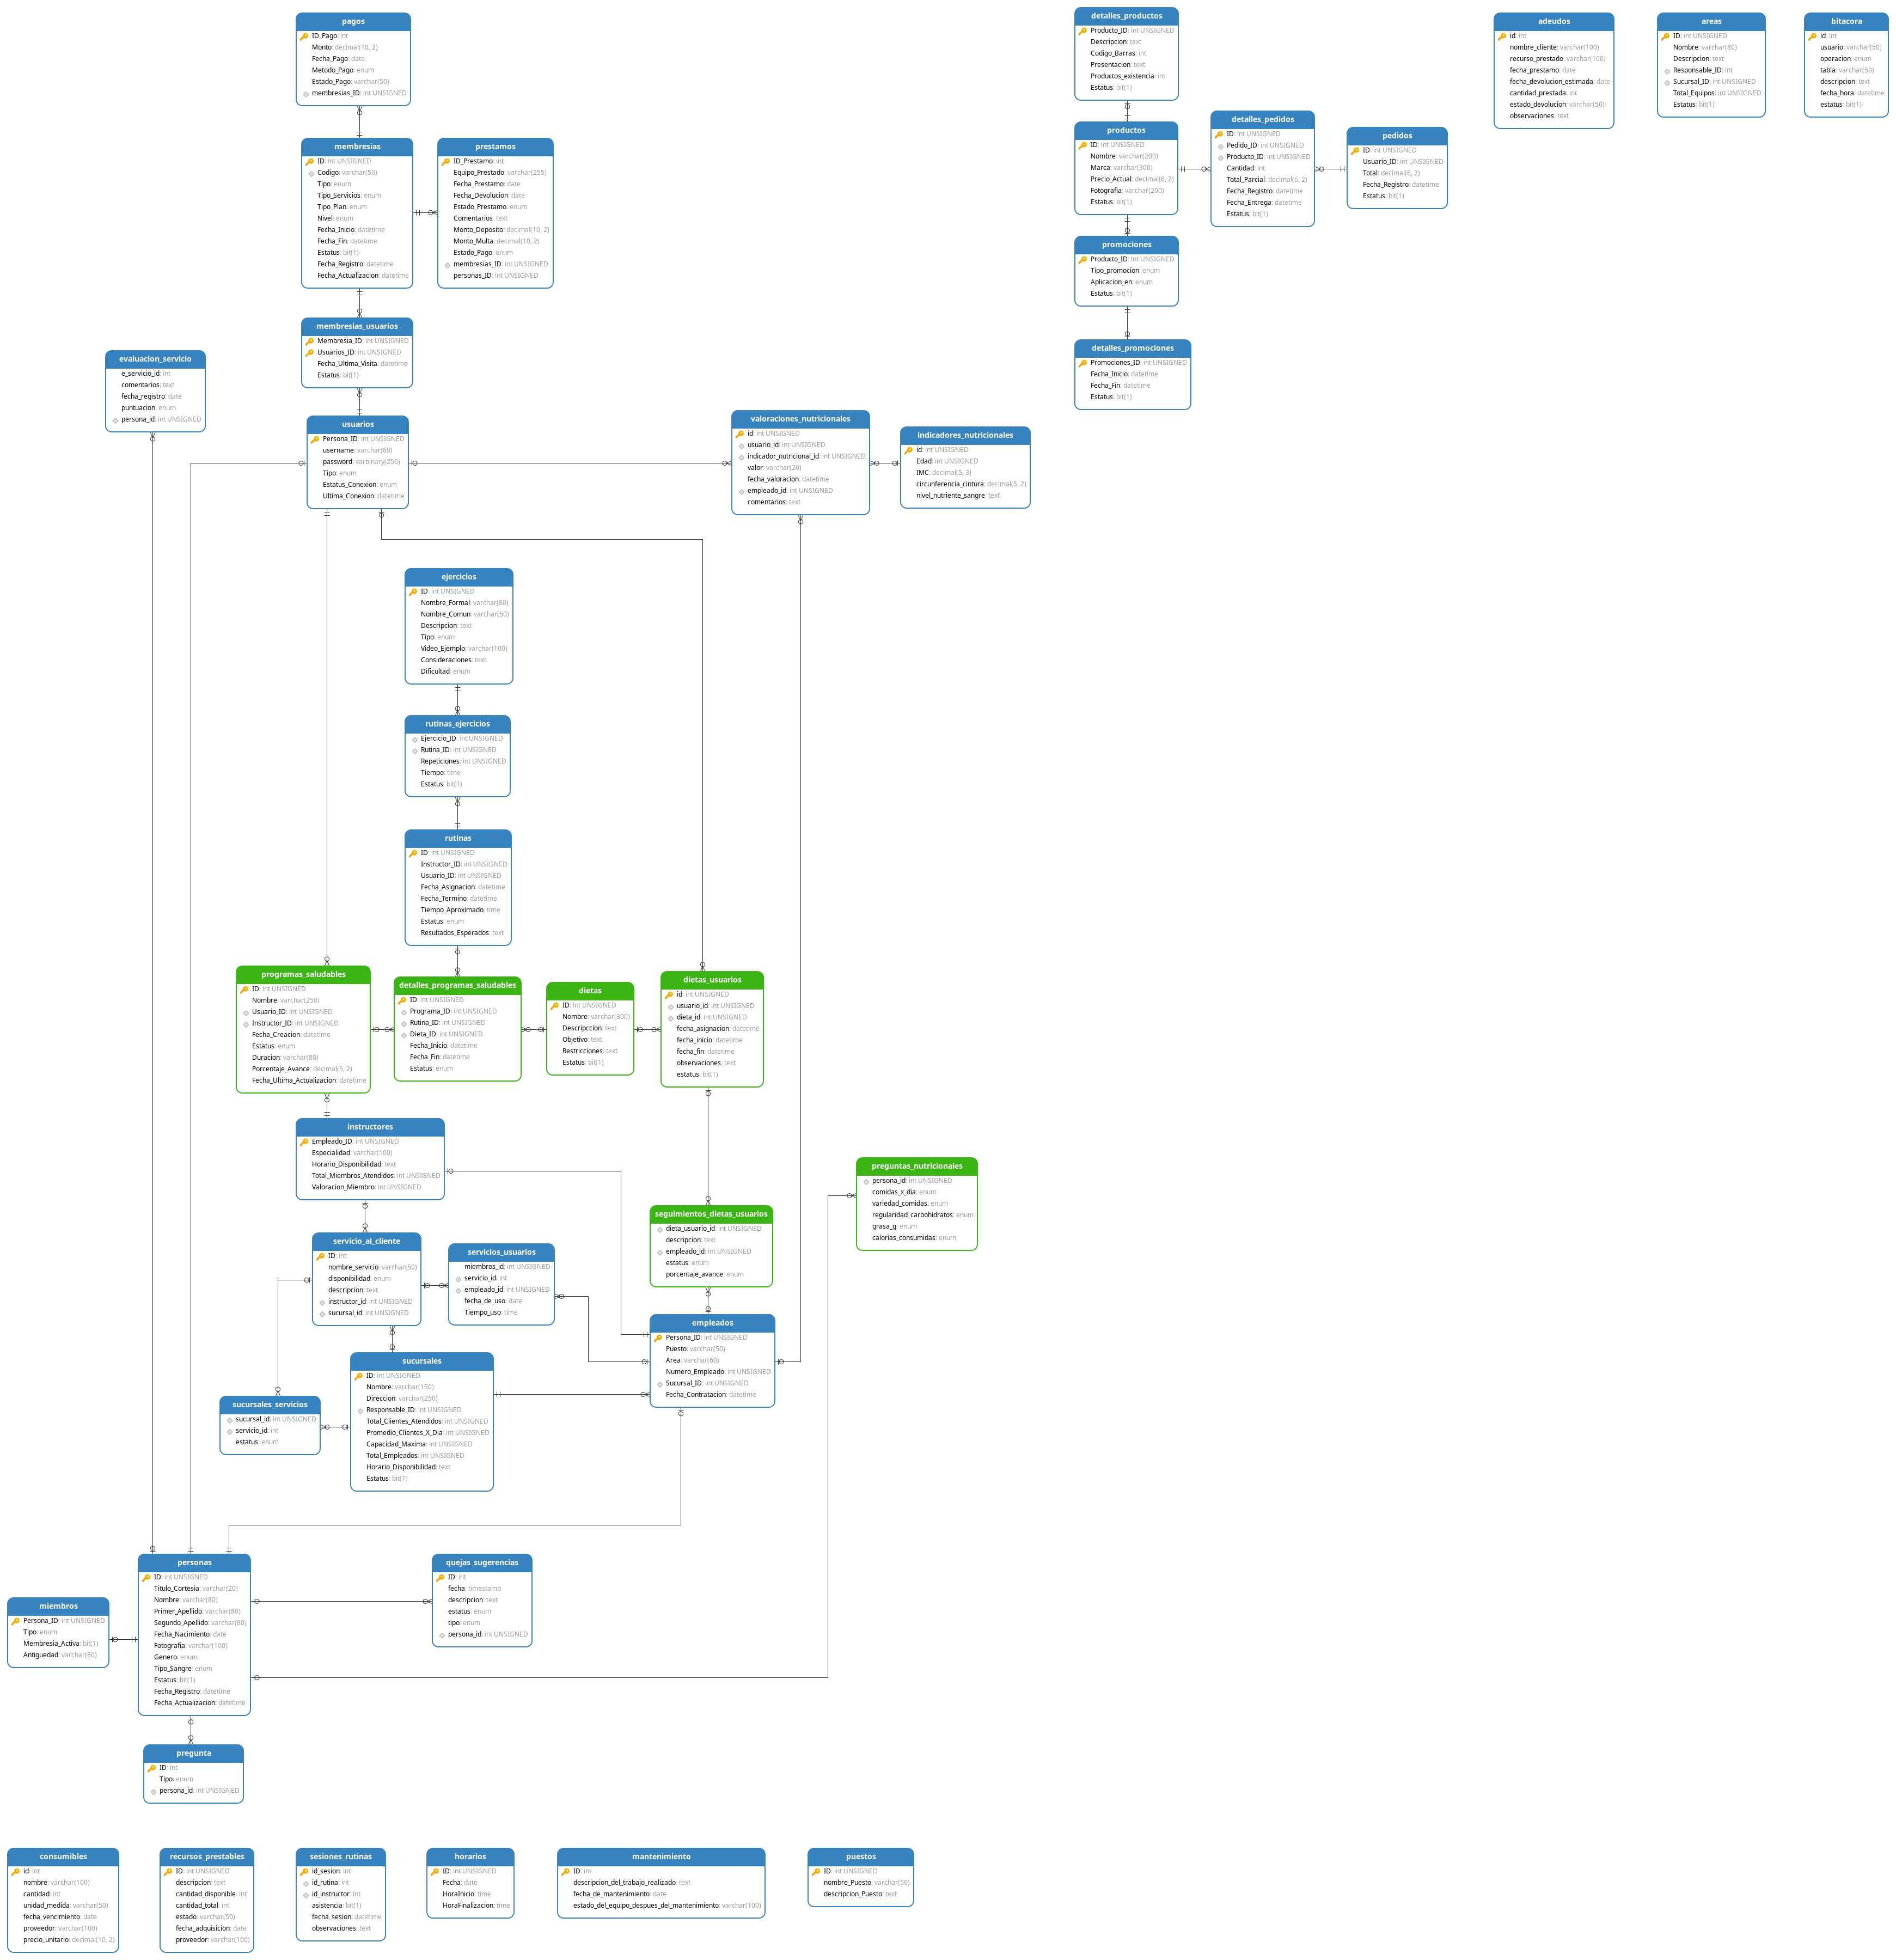 pagos
ID_Pago: int
Monto: decimal(10, 2)
Fecha_Pago: date
Metodo_Pago: enum
Estado_Pago: varchar(50)
membresias_ID: int UNSIGNED
detalles_productos
Producto_ID: int UNSIGNED
Descripcion: text
Codigo_Barras: int
Presentacion: text
Productos_existencia: int
Estatus: bit(1)
adeudos
id: int
nombre_cliente: varchar(100)
recurso_prestado: varchar(100)
fecha_prestamo: date
fecha_devolucion_estimada: date
cantidad_prestada: int
estado_devolucion: varchar(50)
observaciones: text
areas
ID: int UNSIGNED
Nombre: varchar(80)
Descripcion: text
Responsable_ID: int
Sucursal_ID: int UNSIGNED
Total_Equipos: int UNSIGNED
Estatus: bit(1)
bitacora
id: int
usuario: varchar(50)
operacion: enum
tabla: varchar(50)
descripcion: text
fecha_hora: datetime
estatus: bit(1)
membresias
ID: int UNSIGNED
Codigo: varchar(50)
Tipo: enum
Tipo_Servicios: enum
Tipo_Plan: enum
Nivel: enum
Fecha_Inicio: datetime
Fecha_Fin: datetime
Estatus: bit(1)
Fecha_Registro: datetime
Fecha_Actualizacion: datetime
prestamos
ID_Prestamo: int
Equipo_Prestado: varchar(255)
Fecha_Prestamo: date
Fecha_Devolucion: date
Estado_Prestamo: enum
Comentarios: text
Monto_Deposito: decimal(10, 2)
Monto_Multa: decimal(10, 2)
Estado_Pago: enum
membresias_ID: int UNSIGNED
personas_ID: int UNSIGNED
productos
ID: int UNSIGNED
Nombre: varchar(200)
Marca: varchar(300)
Precio_Actual: decimal(6, 2)
Fotografia: varchar(200)
Estatus: bit(1)
detalles_pedidos
ID: int UNSIGNED
Pedido_ID: int UNSIGNED
Producto_ID: int UNSIGNED
Cantidad: int
Total_Parcial: decimal(6, 2)
Fecha_Registro: datetime
Fecha_Entrega: datetime
Estatus: bit(1)
pedidos
ID: int UNSIGNED
Usuario_ID: int UNSIGNED
Total: decimal(6, 2)
Fecha_Registro: datetime
Estatus: bit(1)
promociones
Producto_ID: int UNSIGNED
Tipo_promocion: enum
Aplicacion_en: enum
Estatus: bit(1)
detalles_promociones
Promociones_ID: int UNSIGNED
Fecha_Inicio: datetime
Fecha_Fin: datetime
Estatus: bit(1)
membresias_usuarios
Membresia_ID: int UNSIGNED
Usuarios_ID: int UNSIGNED
Fecha_Ultima_Visita: datetime
Estatus: bit(1)
evaluacion_servicio
e_servicio_id: int
comentarios: text
fecha_registro: date
puntuacion: enum
persona_id: int UNSIGNED
usuarios
Persona_ID: int UNSIGNED
username: varchar(60)
password: varbinary(256)
Tipo: enum
Estatus_Conexion: enum
Ultima_Conexion: datetime
valoraciones_nutricionales
id: int UNSIGNED
usuario_id: int UNSIGNED
indicador_nutricional_id: int UNSIGNED
valor: varchar(20)
fecha_valoracion: datetime
empleado_id: int UNSIGNED
comentarios: text
indicadores_nutricionales
id: int UNSIGNED
Edad: int UNSIGNED
IMC: decimal(5, 3)
circunferencia_cintura: decimal(5, 2)
nivel_nutriente_sangre: text
ejercicios
ID: int UNSIGNED
Nombre_Formal: varchar(80)
Nombre_Comun: varchar(50)
Descripcion: text
Tipo: enum
Video_Ejemplo: varchar(100)
Consideraciones: text
Dificultad: enum
rutinas_ejercicios
Ejercicio_ID: int UNSIGNED
Rutina_ID: int UNSIGNED
Repeticiones: int UNSIGNED
Tiempo: time
Estatus: bit(1)
rutinas
ID: int UNSIGNED
Instructor_ID: int UNSIGNED
Usuario_ID: int UNSIGNED
Fecha_Asignacion: datetime
Fecha_Termino: datetime
Tiempo_Aproximado: time
Estatus: enum
Resultados_Esperados: text
programas_saludables
ID: int UNSIGNED
Nombre: varchar(250)
Usuario_ID: int UNSIGNED
Instructor_ID: int UNSIGNED
Fecha_Creacion: datetime
Estatus: enum
Duracion: varchar(80)
Porcentaje_Avance: decimal(5, 2)
Fecha_Ultima_Actualizacion: datetime
detalles_programas_saludables
ID: int UNSIGNED
Programa_ID: int UNSIGNED
Rutina_ID: int UNSIGNED
Dieta_ID: int UNSIGNED
Fecha_Inicio: datetime
Fecha_Fin: datetime
Estatus: enum
dietas
ID: int UNSIGNED
Nombre: varchar(300)
Descripccion: text
Objetivo: text
Restricciones: text
Estatus: bit(1)
dietas_usuarios
id: int UNSIGNED
usuario_id: int UNSIGNED
dieta_id: int UNSIGNED
fecha_asignacion: datetime
fecha_inicio: datetime
fecha_fin: datetime
observaciones: text
estatus: bit(1)
instructores
Empleado_ID: int UNSIGNED
Especialidad: varchar(100)
Horario_Disponibilidad: text
Total_Miembros_Atendidos: int UNSIGNED
Valoracion_Miembro: int UNSIGNED
preguntas_nutricionales
persona_id: int UNSIGNED
comidas_x_dia: enum
variedad_comidas: enum
regularidad_carbohidratos: enum
grasa_g: enum
calorias_consumidas: enum
seguimientos_dietas_usuarios
dieta_usuario_id: int UNSIGNED
descripcion: text
empleado_id: int UNSIGNED
estatus: enum
porcentaje_avance: enum
servicio_al_cliente
ID: int
nombre_servicio: varchar(50)
disponibilidad: enum
descripcion: text
instructor_id: int UNSIGNED
sucursal_id: int UNSIGNED
servicios_usuarios
miembros_id: int UNSIGNED
servicio_id: int
empleado_id: int UNSIGNED
fecha_de_uso: date
Tiempo_uso: time
empleados
Persona_ID: int UNSIGNED
Puesto: varchar(50)
Area: varchar(60)
Numero_Empleado: int UNSIGNED
Sucursal_ID: int UNSIGNED
Fecha_Contratacion: datetime
sucursales
ID: int UNSIGNED
Nombre: varchar(150)
Direccion: varchar(250)
Responsable_ID: int UNSIGNED
Total_Clientes_Atendidos: int UNSIGNED
Promedio_Clientes_X_Dia: int UNSIGNED
Capacidad_Maxima: int UNSIGNED
Total_Empleados: int UNSIGNED
Horario_Disponibilidad: text
Estatus: bit(1)
sucursales_servicios
sucursal_id: int UNSIGNED
servicio_id: int
estatus: enum
personas
ID: int UNSIGNED
Titulo_Cortesia: varchar(20)
Nombre: varchar(80)
Primer_Apellido: varchar(80)
Segundo_Apellido: varchar(80)
Fecha_Nacimiento: date
Fotografia: varchar(100)
Genero: enum
Tipo_Sangre: enum
Estatus: bit(1)
Fecha_Registro: datetime
Fecha_Actualizacion: datetime
quejas_sugerencias
ID: int
fecha: timestamp
descripcion: text
estatus: enum
tipo: enum
persona_id: int UNSIGNED
miembros
Persona_ID: int UNSIGNED
Tipo: enum
Membresia_Activa: bit(1)
Antiguedad: varchar(80)
pregunta
ID: int
Tipo: enum
persona_id: int UNSIGNED
consumibles
id: int
nombre: varchar(100)
cantidad: int
unidad_medida: varchar(50)
fecha_vencimiento: date
proveedor: varchar(100)
precio_unitario: decimal(10, 2)
recursos_prestables
ID: int UNSIGNED
descripcion: text
cantidad_disponible: int
cantidad_total: int
estado: varchar(50)
fecha_adquisicion: date
proveedor: varchar(100)
sesiones_rutinas
id_sesion: int
id_rutina: int
id_instructor: int
asistencia: bit(1)
fecha_sesion: datetime
observaciones: text
horarios
ID: int UNSIGNED
Fecha: date
HoraInicio: time
HoraFinalizacion: time
mantenimiento
ID: int
descripcion_del_trabajo_realizado: text
fecha_de_mantenimiento: date
estado_del_equipo_despues_del_mantenimiento: varchar(100)
puestos
ID: int UNSIGNED
nombre_Puesto: varchar(50)
descripcion_Puesto: text